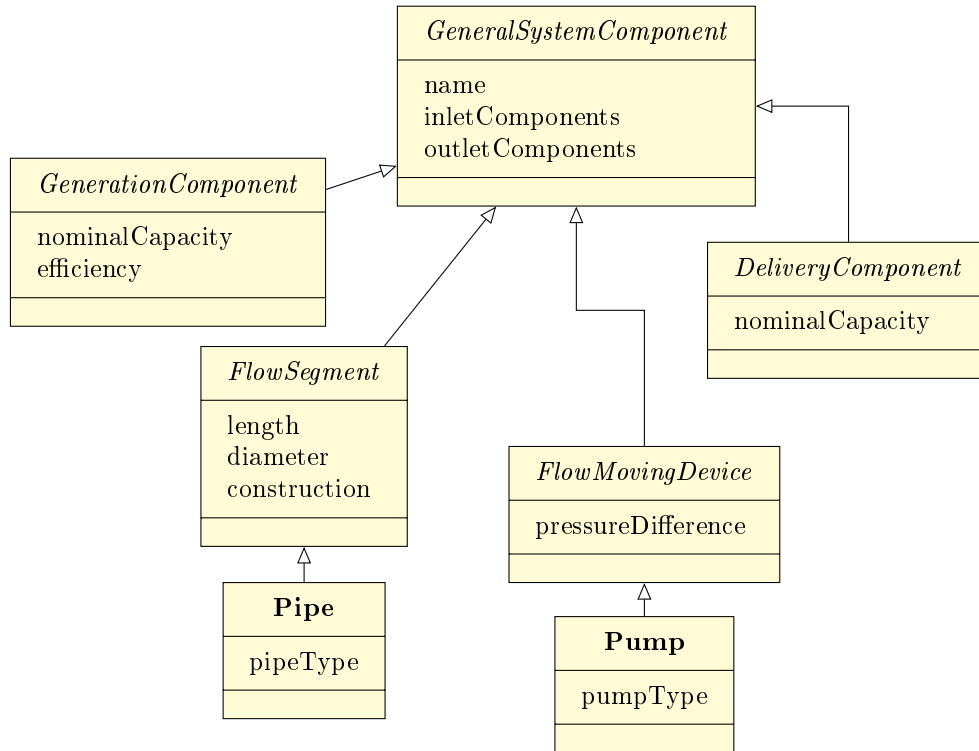 GeneralSystemComponent
name
inletComponents
outletComponents
GenerationComponent
nominalCapacity
efficiency
DeliveryComponent
nominalCapacity
FlowSegment
length
diameter
construction
FlowMovingDevice
pressureDifference
Pipe
pipeType
Pump
pumpType